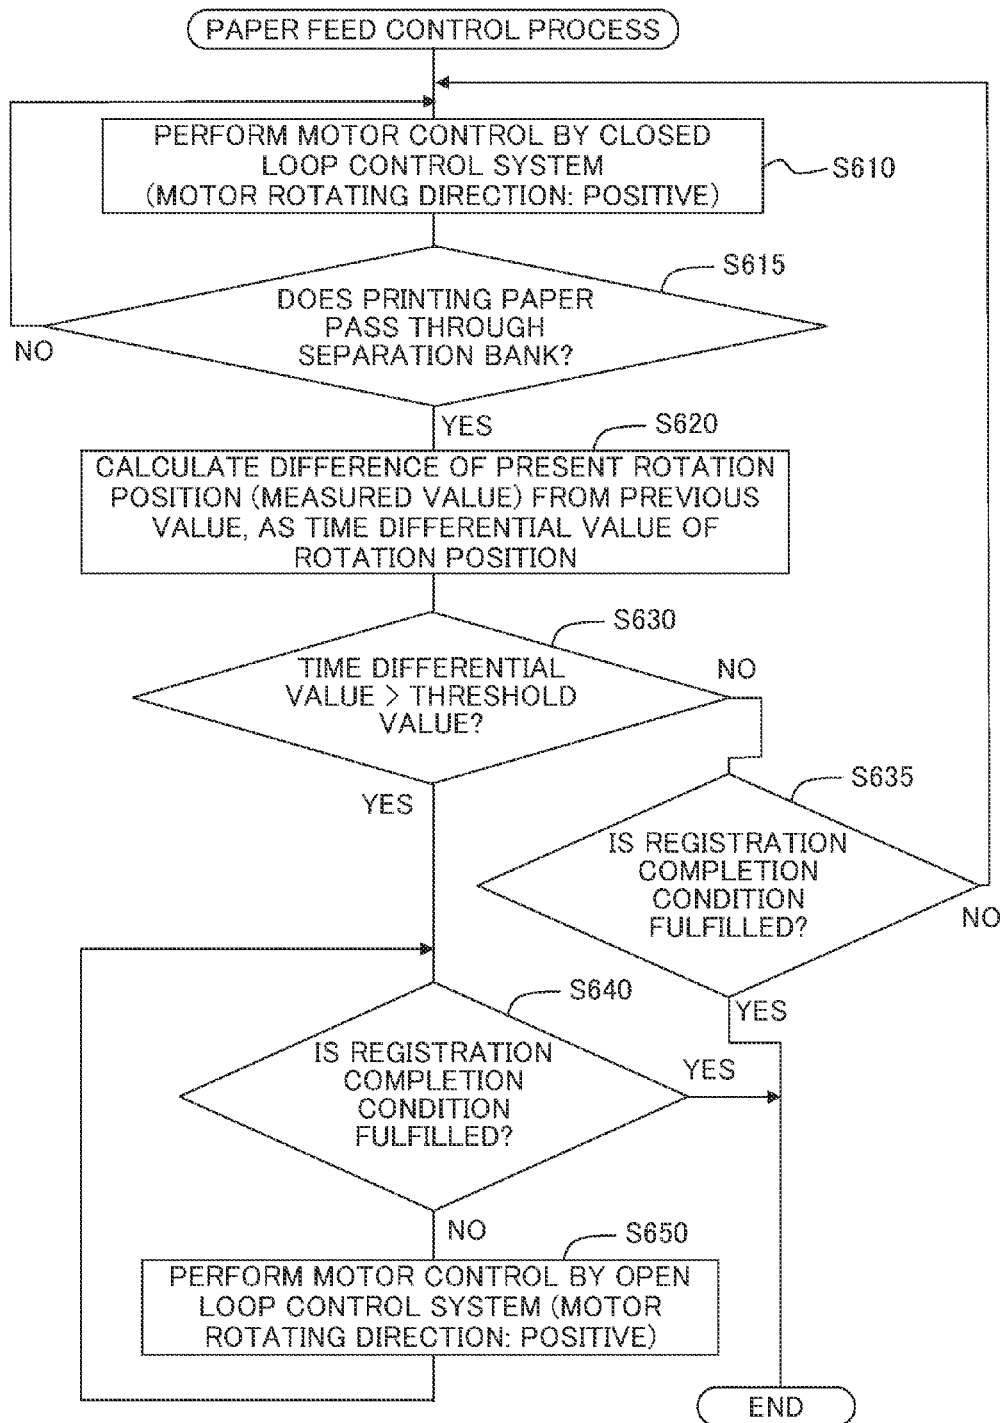 PAPER FEED CONTROL PROCESS
PERFORM MOTOR CONTROL BY CLOSED
LOOP CONTROL SYSTEM
(MOTOR ROTATING DIRECTION: POSITIVE)
S610
S615
DOES PRINTING PAPER
PASS THROUGH
SEPARATION BANK?
NO
YES
S620
CALCULATE DIFFERENCE OF PRESENT ROTATION
POSITION (MEASURED VALUE) FROM PREVIOUS
VALUE, AS TIME DIFFERENTIAL VALUE OF
ROTATION POSITION
S630
TIME DIFFERENTIAL
VALUE > THRESHOLD
VALUE?
NO
YES
S635
IS REGISTRATION
COMPLETION
CONDITION
FULFILLED?
NO
YES
S640
IS REGISTRATION
COMPLETION
CONDITION
FULFILLED?
YES
NO
S650
PERFORM MOTOR CONTROL BY OPEN
LOOP CONTROL SYSTEM (MOTOR
ROTATING DIRECTION: POSITIVE)
END